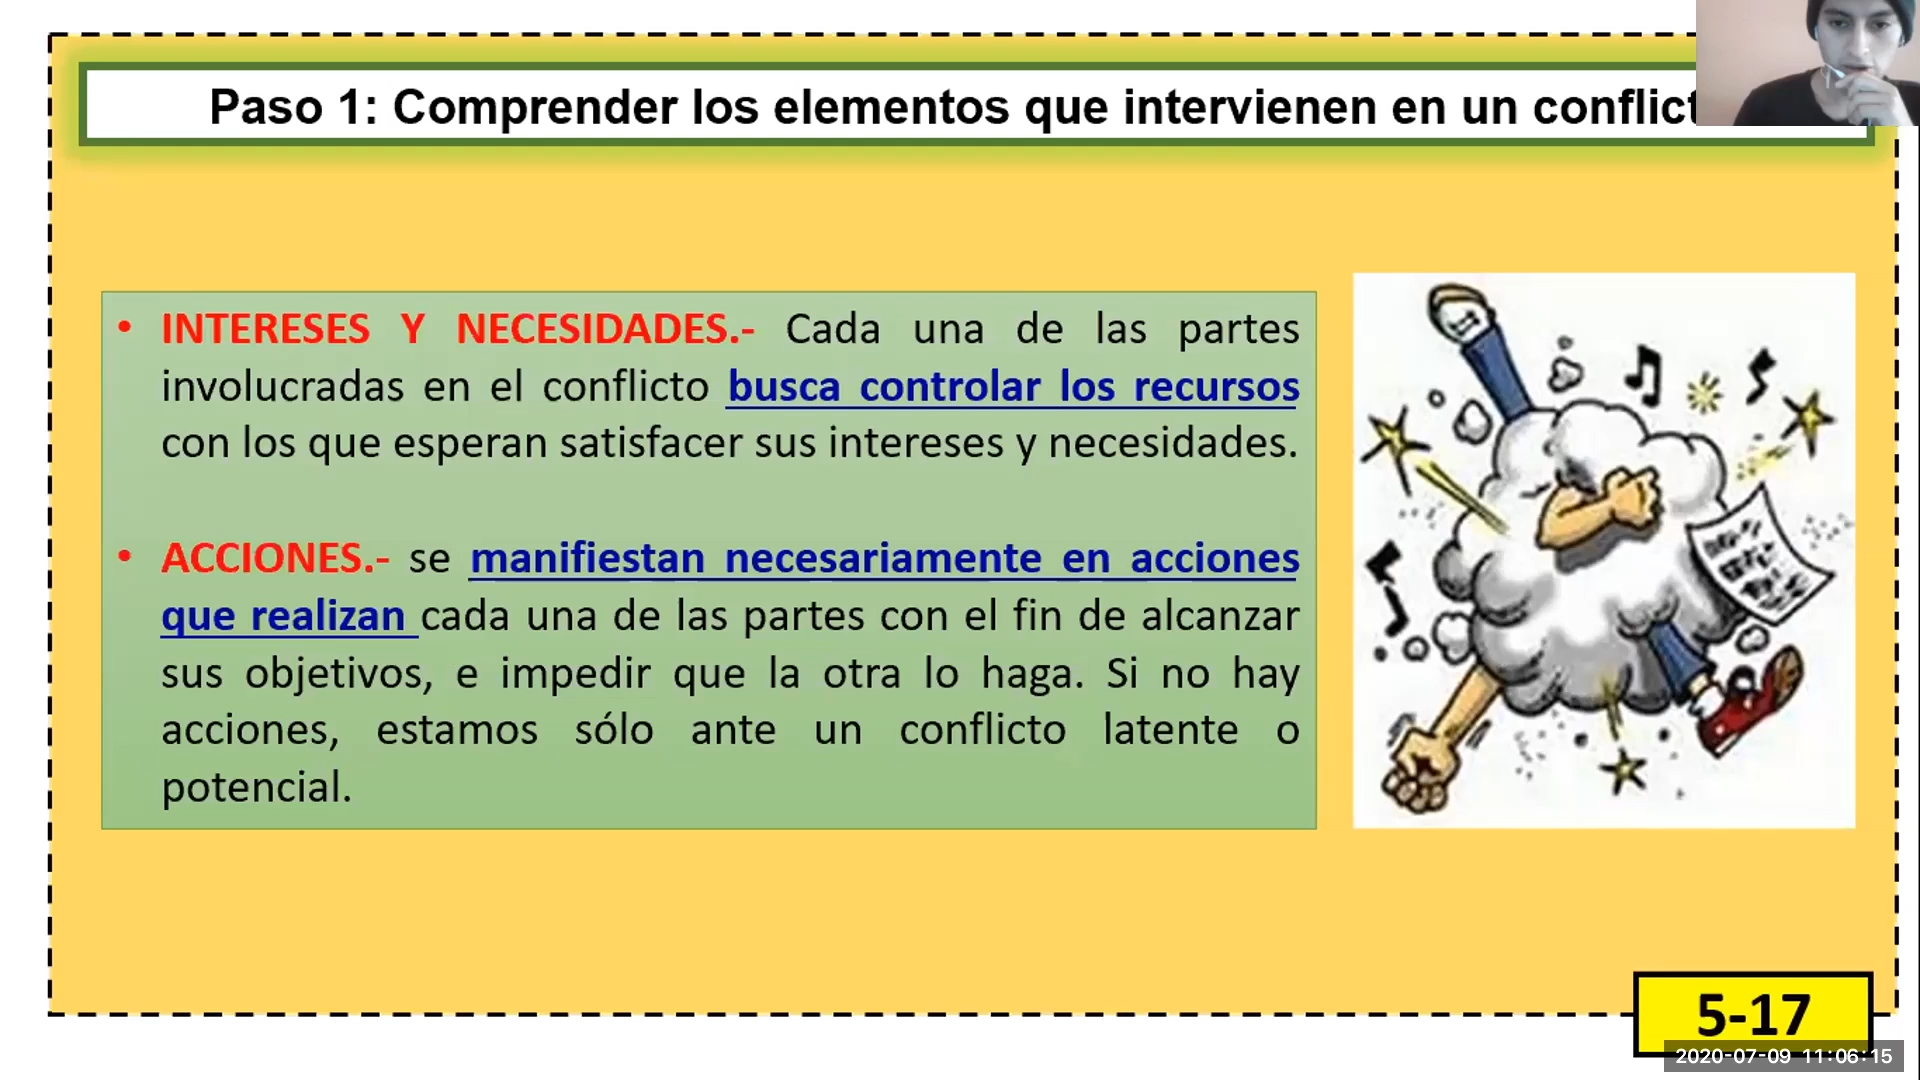 Paso 1: Comprender los elementos que intervienen en un conflict
• INTERESES Y NECESIDADES.- Cada una de las partes
involucradas en el conflicto busca controlar los recursos
con los que esperan satisfacer sus intereses y necesidades.
• ACCIONES.- se manifiestan necesariamente en acciones
que realizan cada una de las partes con el fin de alcanzar
sus objetivos, e impedir que la otra lo haga. Si no hay
acciones, estamos sólo ante un conflicto latente o
potencial.
5-17
2020-07-09 11:06:15